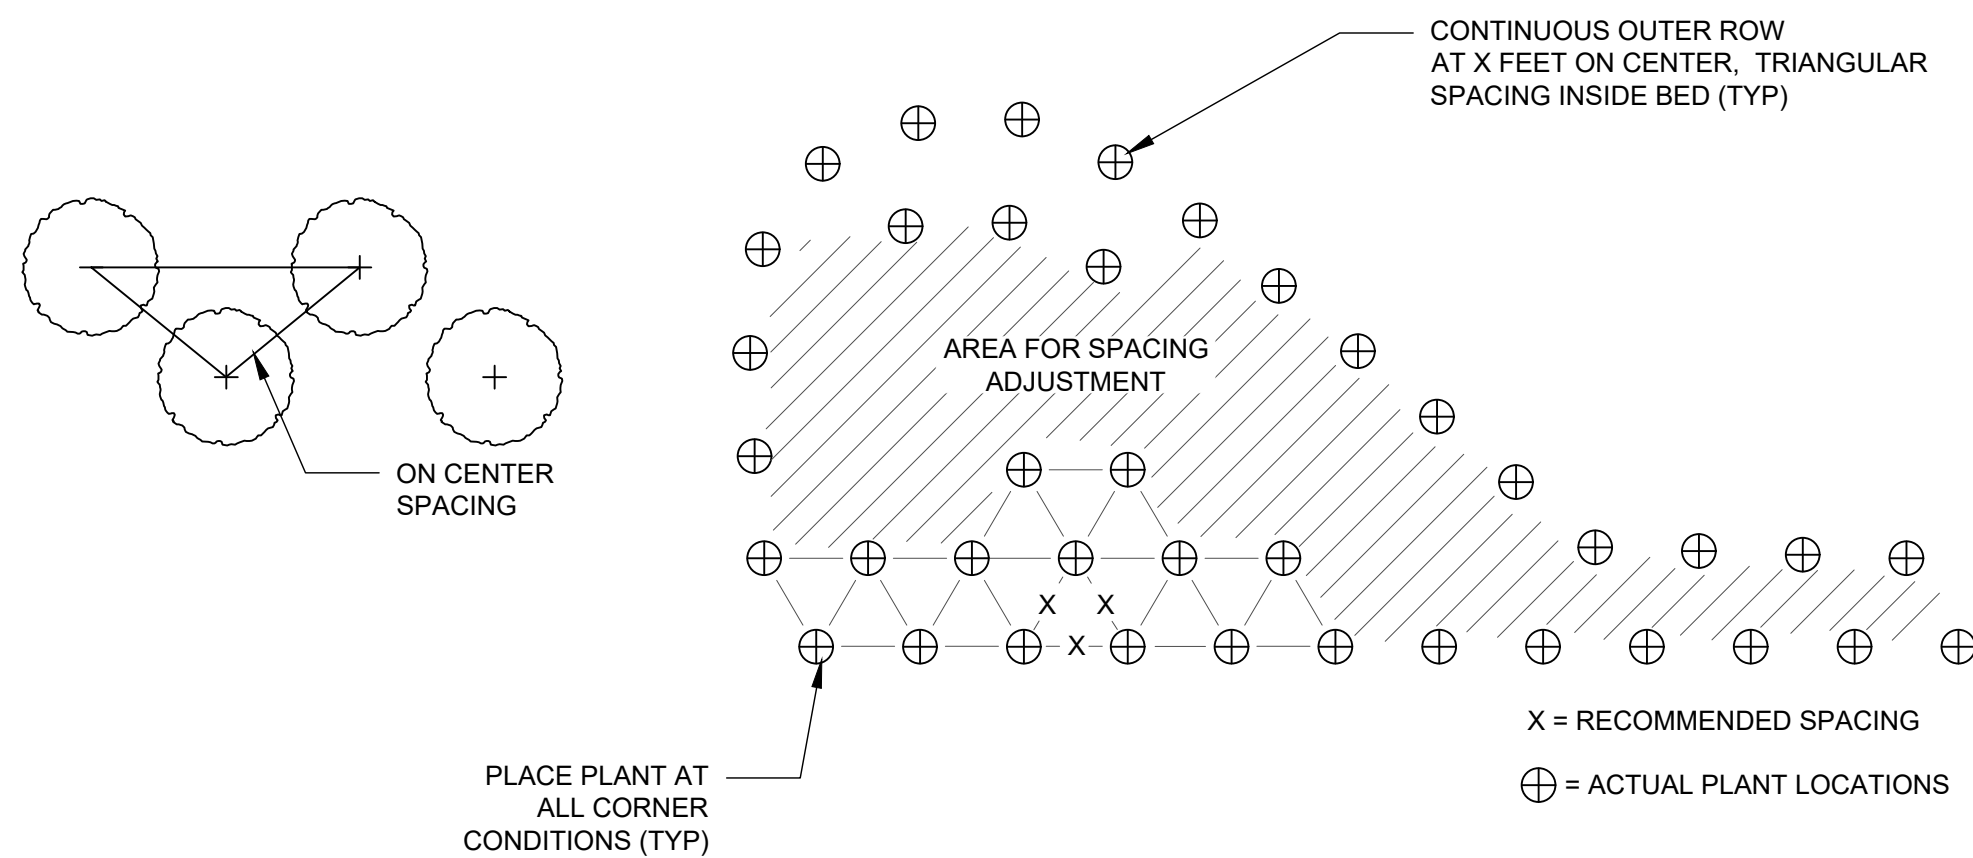 CONTINUOUS OUTER ROW
AT X FEET ON CENTER, TRIANGULAR
SPACING INSIDE BED (TYP)
AREA FOR SPACING
ADJUSTMENT
ON CENTER
SPACING
X X
X
X = RECOMMENDED SPACING
= ACTUAL PLANT LOCATIONS
PLACE PLANT AT
ALL CORNER
CONDITIONS (TYP)